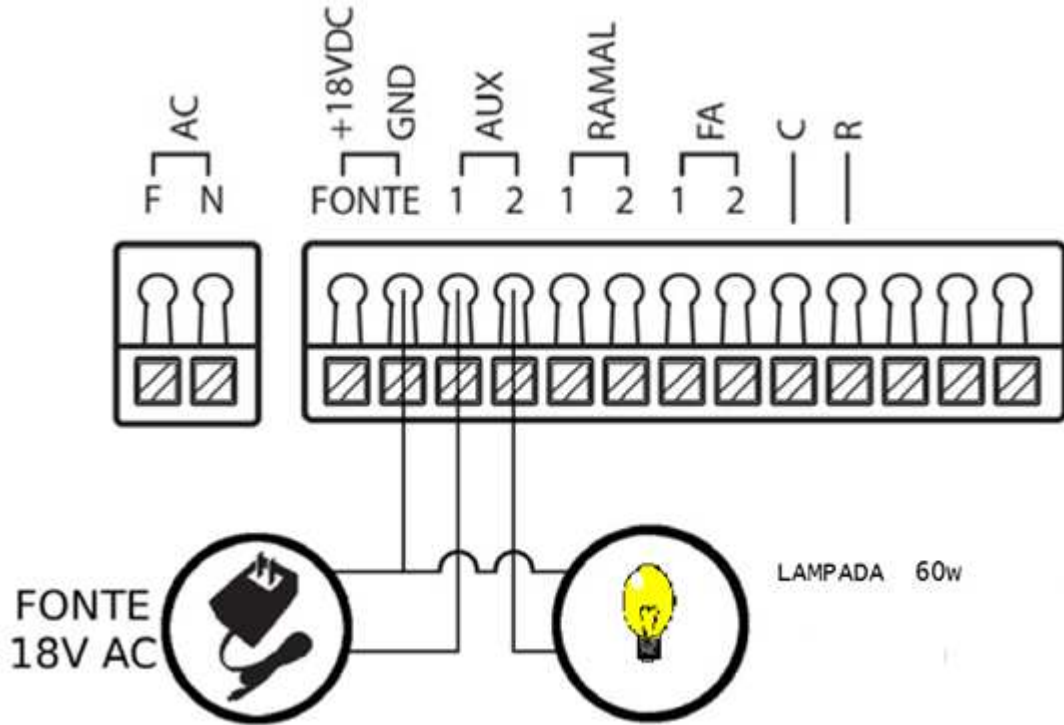 AC
+18VDC
GND
AUX
RAMAL
FA
C
R
F N FONTE 1 2 1 2 1 2
FONTE
18V AC
LAMPADA 60w